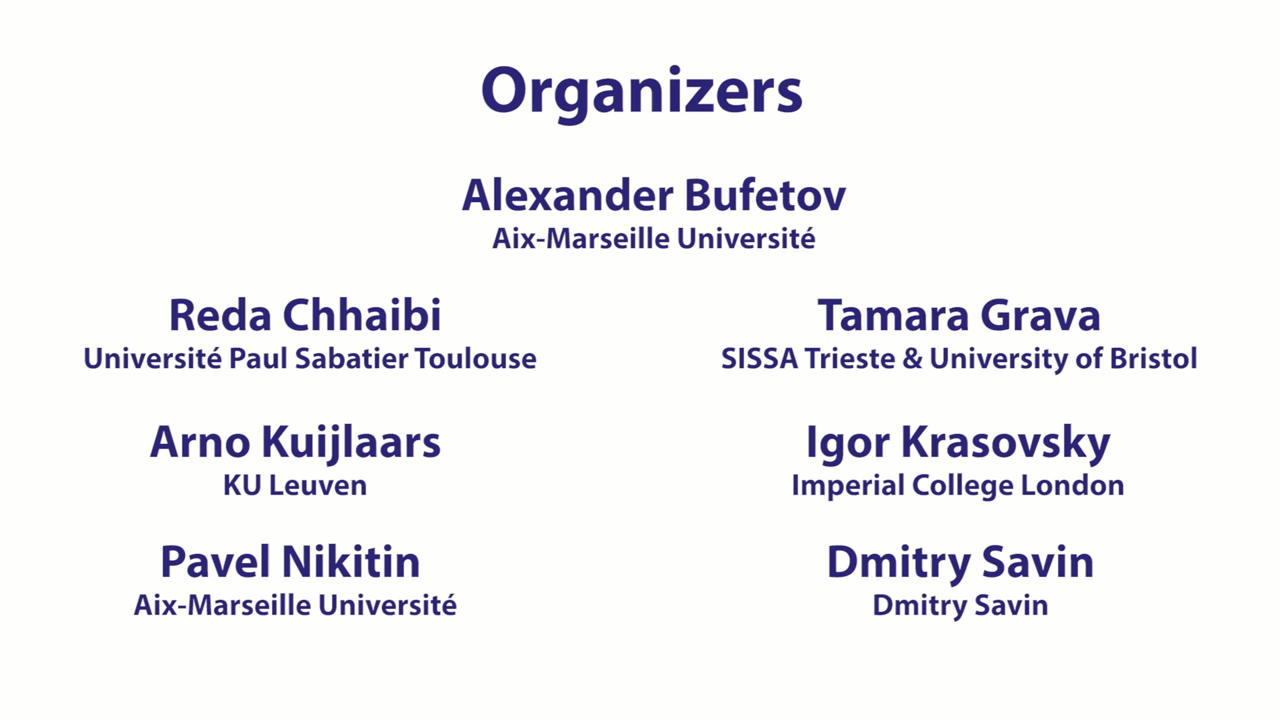 Organizers
Alexander Bufetov
Aix-Marseille Université
Reda Chhaibi
Université Paul Sabatier Toulouse
Tamara Grava
SISSA Trieste & University of Bristol
Arno Kuijlaars
KU Leuven
Igor Krasovsky
Imperial College London
Pavel Nikitin
Aix-Marseille Université
Dmitry Savin
Dmitry Savin